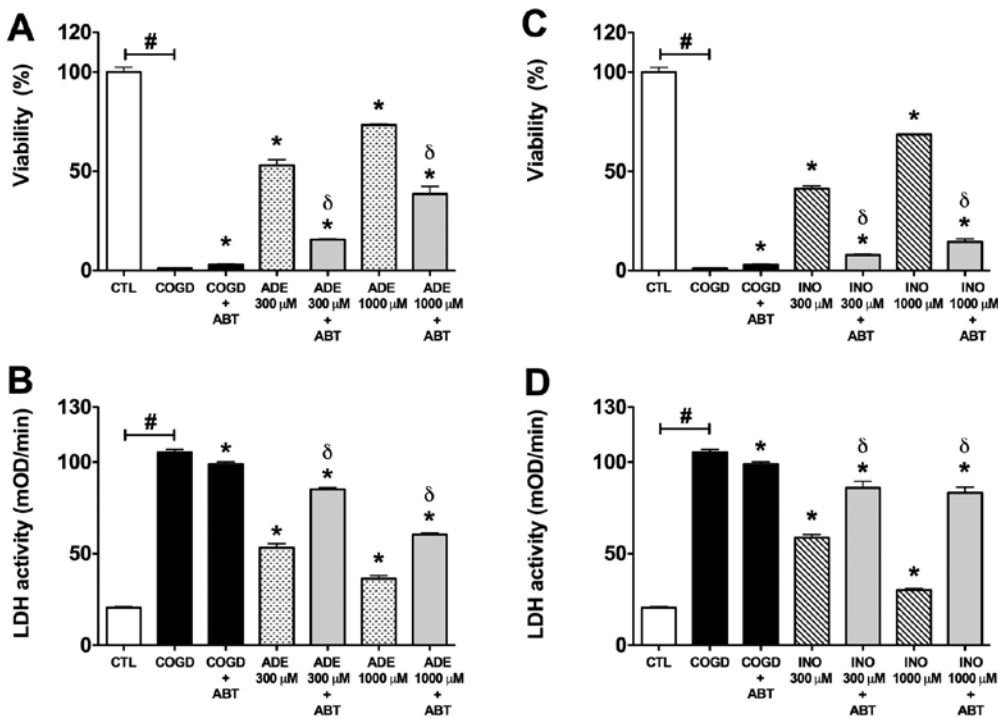 A
Viability (%)
120
100
50
0
#
*
*
δ
*
*
δ
*
CTL
COGD
COGD
+
ABT
ADE
300 μM
ADE
300 μM
+
ABT
ADE
1000 μM
ADE
1000 μM
+
ABT
C
Viability (%)
120
100
50
0
#
*
*
δ
*
*
δ
*
CTL
COGD
COGD
+
ABT
INO
300 μM
INO
300 μM
+
ABT
INO
1000 μM
INO
1000 μM
+
ABT
B
LDH activity (mOD/min)
130
100
50
0
#
*
*
δ
*
*
δ
*
CTL
COGD
COGD
+
ABT
ADE
300 μM
ADE
300 μM
+
ABT
ADE
1000 μM
ADE
1000 μM
+
ABT
D
LDH activity (mOD/min)
130
100
50
0
#
*
*
δ
*
*
δ
*
CTL
COGD
COGD
+
ABT
INO
300 μM
INO
300 μM
+
ABT
INO
1000 μM
INO
1000 μM
+
ABT